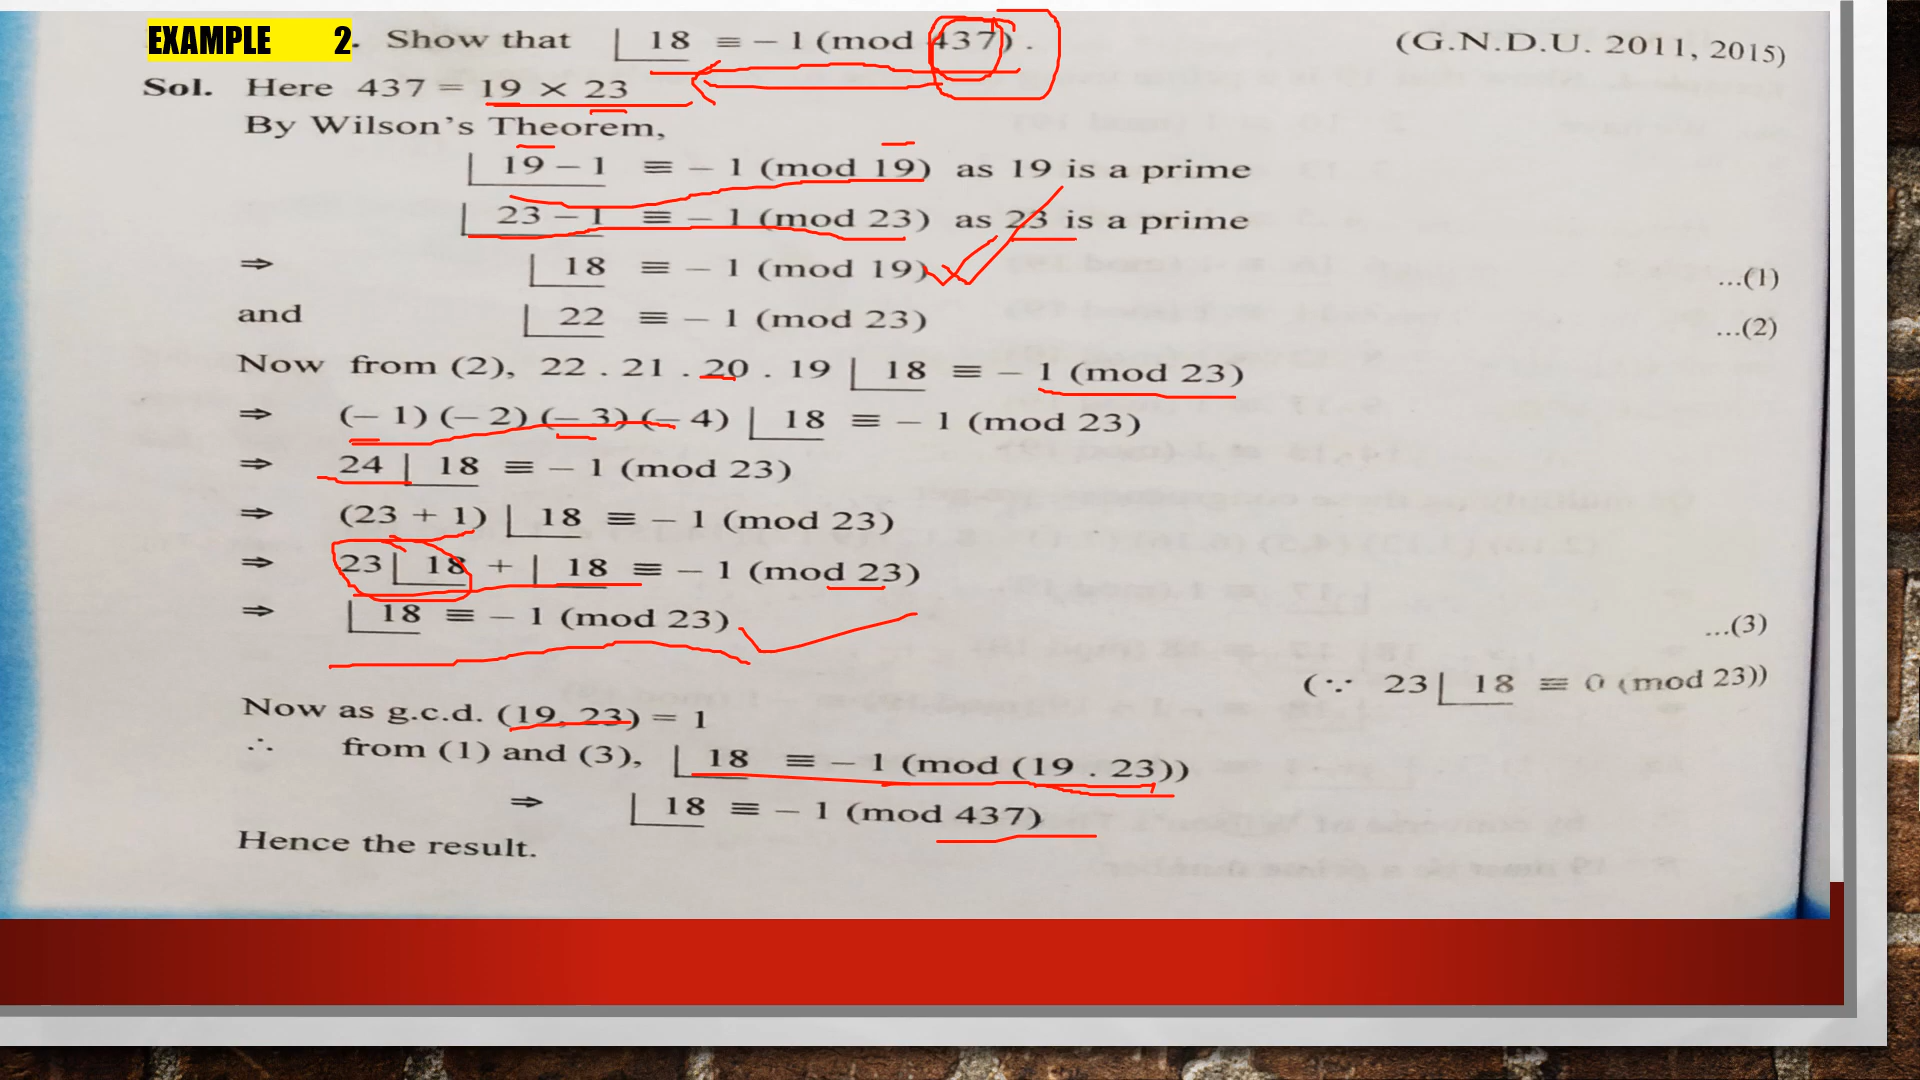 EXAMPLE 2. Show that |18 ≡ – 1 (mod 437). (G.N.D.U. 2011, 2015)
Sol. Here 437 = 19 × 23
By Wilson's Theorem,
|19 – 1 ≡ – 1 (mod 19) as 19 is a prime
|23 – 1 ≡ – 1 (mod 23) as 23 is a prime
⇒ |18 ≡ – 1 (mod 19) ...(1)
and |22 ≡ – 1 (mod 23) ...(2)
Now from (2), 22 . 21 . 20 . 19 |18 ≡ – 1 (mod 23)
⇒ (– 1) (– 2) (– 3) (– 4) |18 ≡ – 1 (mod 23)
⇒ 24 |18 ≡ – 1 (mod 23)
⇒ (23 + 1) |18 ≡ – 1 (mod 23)
⇒ 23 |18 + |18 ≡ – 1 (mod 23)
⇒ |18 ≡ – 1 (mod 23) ...(3)
(∵ 23 |18 ≡ 0 (mod 23))
Now as g.c.d. (19, 23) = 1
∴ from (1) and (3), |18 ≡ – 1 (mod (19 . 23))
⇒ |18 ≡ – 1 (mod 437)
Hence the result.